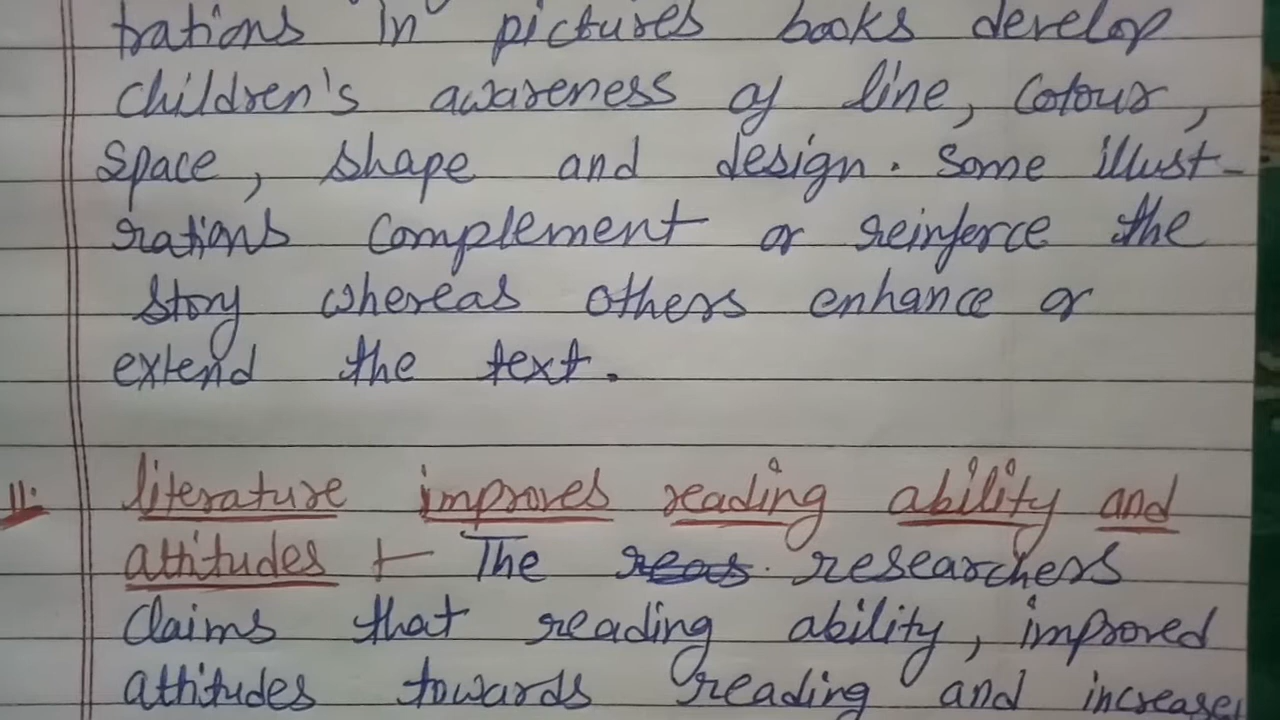 trations in pictures books develop
children's awareness of line, Colour,
space, shape and design. Some illust-
rations complement or reinforce the
story whereas others enhance or
extend the text.
11. literature improves reading ability and
attitudes :- The researchers
claims that reading ability, improved
attitudes towards reading and increase